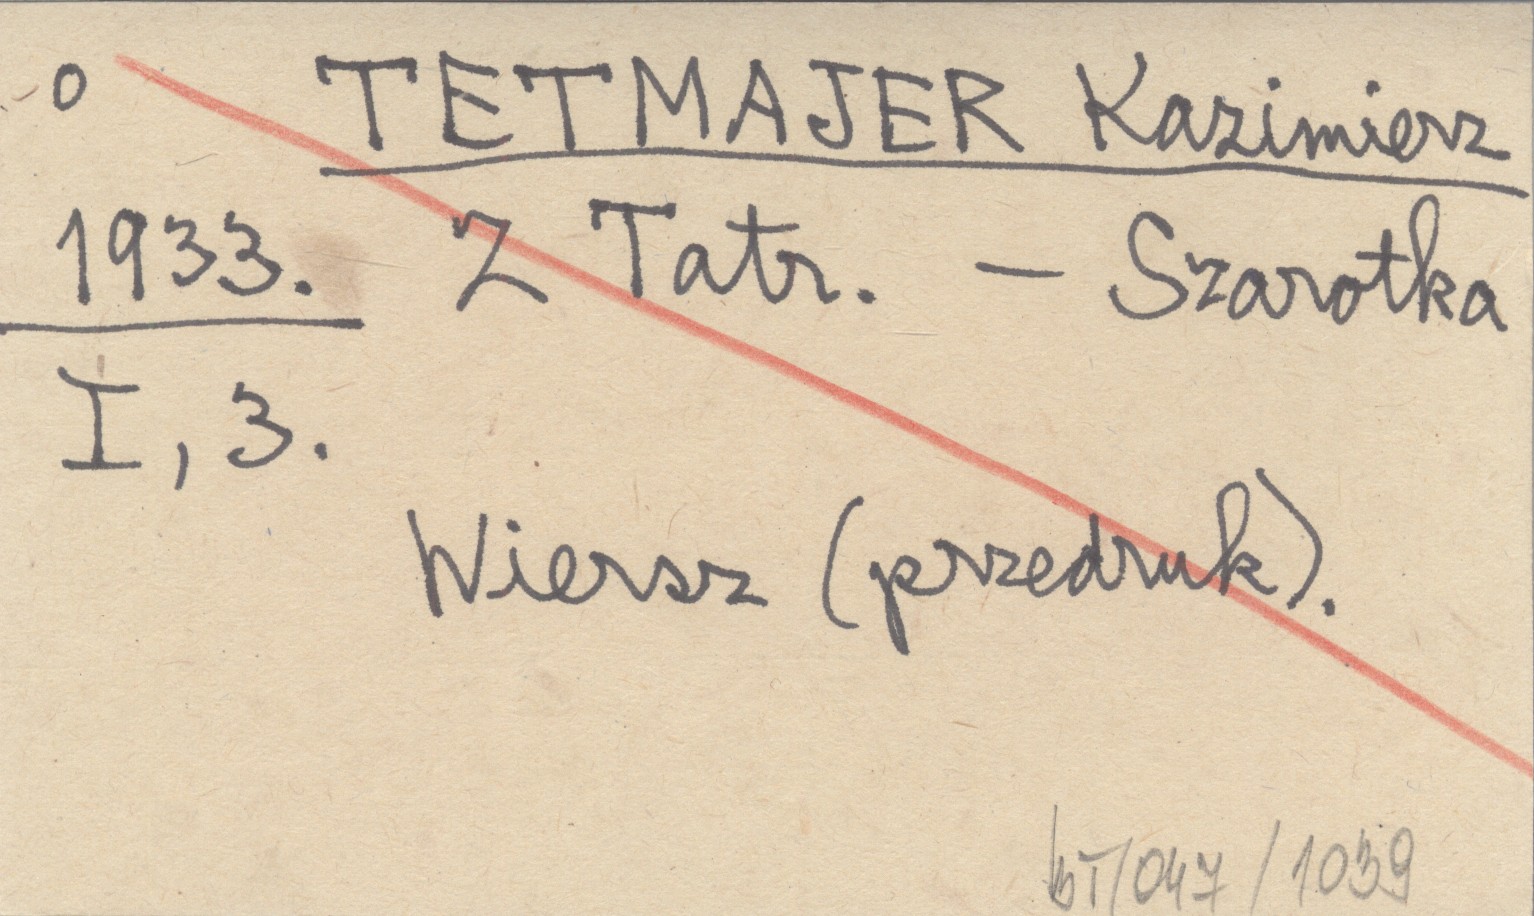 o TETMAJER Kazimierz
1933. Z Tatr. — Szarotka
I, 3.
Wiersz (przedruk).
bT/047/1039